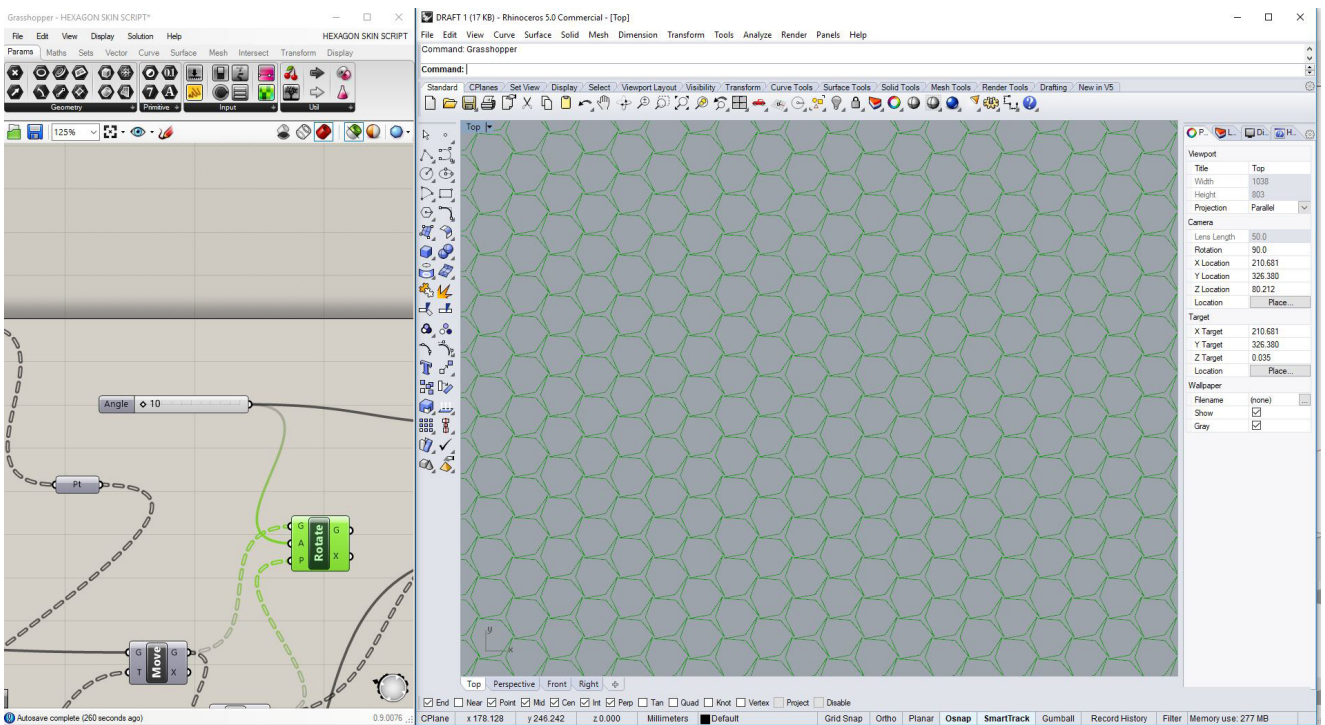 Grasshopper - HEXAGON SKIN SCRIPT*
File Edit View Display Solution Help HEXAGON SKIN SCRIPT
Params Maths Sets Vector Curve Surface Mesh Intersect Transform Display
Geometry Primitive Input Util
125%
Angle 10
Pt
G A P Rotate G X
G T Move G X
Autosave complete (260 seconds ago) 0.9.0076
DRAFT 1 (17 KB) - Rhinoceros 5.0 Commercial - [Top]
File Edit View Curve Surface Solid Mesh Dimension Transform Tools Analyze Render Panels Help
Command: Grasshopper
Command:
Standard CPlanes Set View Display Select Viewport Layout Visibility Transform Curve Tools Surface Tools Solid Tools Mesh Tools Render Tools Drafting New in V5
Top
y
x
P... L... Di... H...
Viewport
Title Top
Width 1038
Height 803
Projection Parallel
Camera
Lens Length 50.0
Rotation 90.0
X Location 210.681
Y Location 326.380
Z Location 80.212
Location Place...
Target
X Target 210.681
Y Target 326.380
Z Target 0.035
Location Place...
Wallpaper
Filename (none) ...
Show
Gray
Top Perspective Front Right
End Near Point Mid Cen Int Perp Tan Quad Knot Vertex Project Disable
CPlane x 178.128 y 246.242 z 0.000 Millimeters Default Grid Snap Ortho Planar Osnap SmartTrack Gumball Record History Filter Memory use: 277 MB